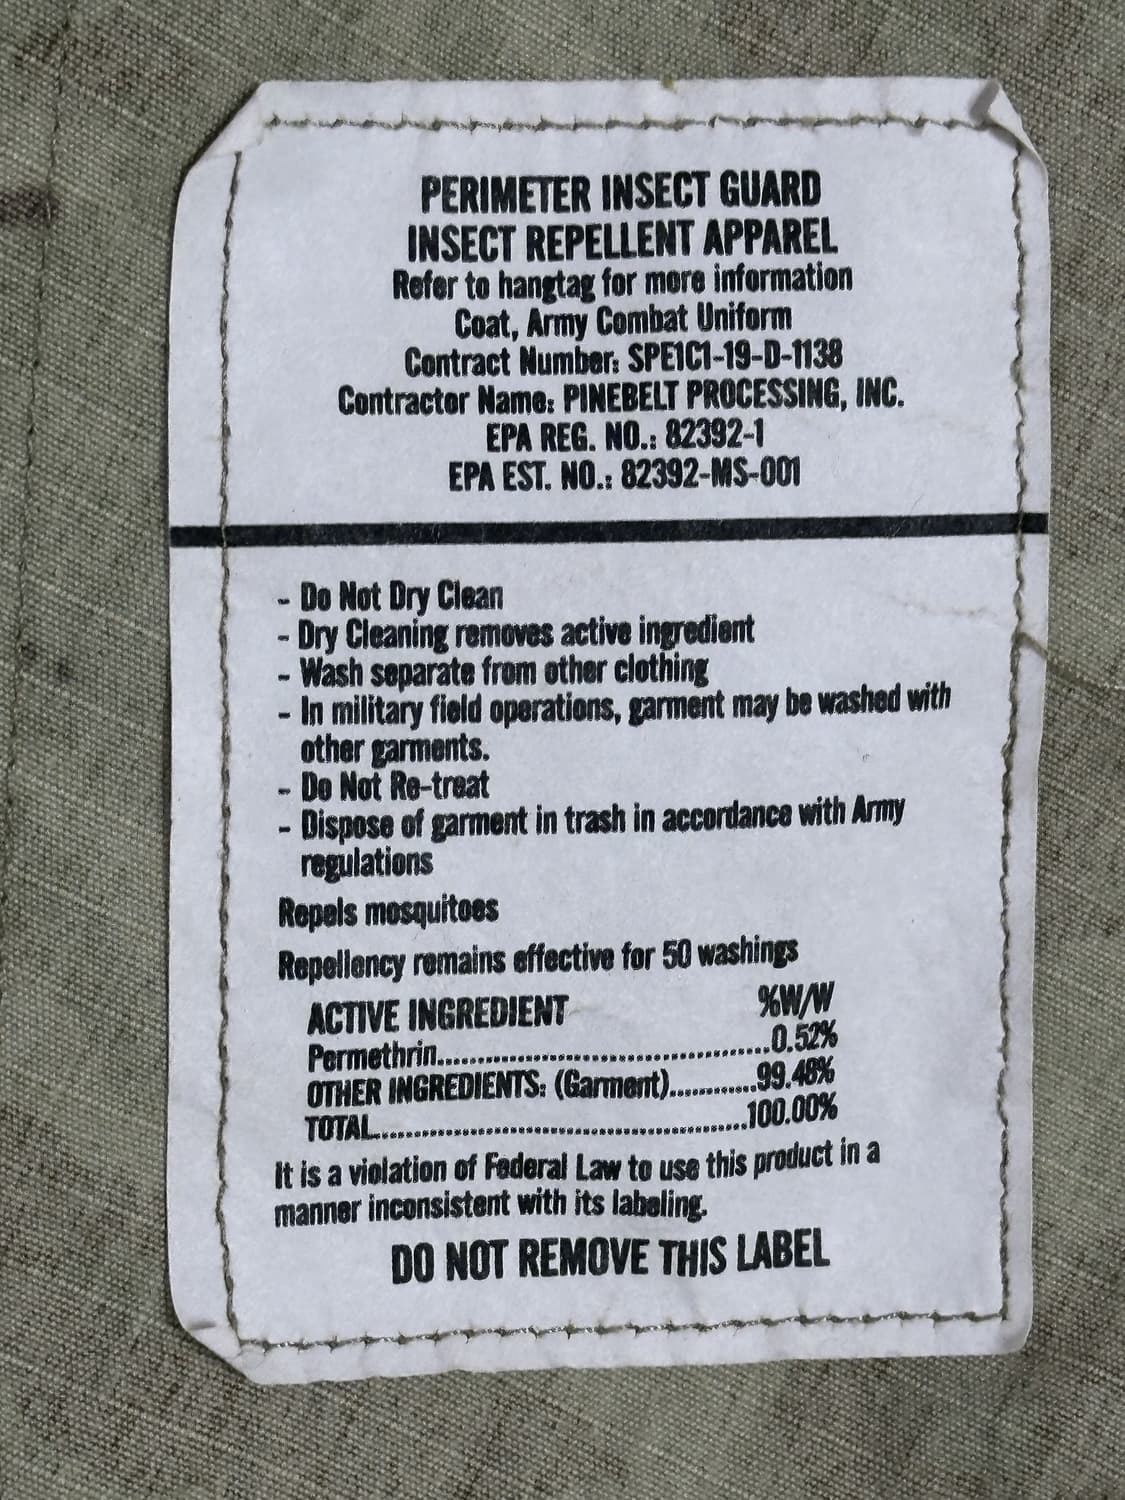 PERIMETER INSECT GUARD
INSECT REPELLENT APPAREL
Refer to hangtag for more information
Coat, Army Combat Uniform
Contract Number: SPE1C1-19-D-1138
Contractor Name: PINEBELT PROCESSING, INC.
EPA REG. NO.: 82392-1
EPA EST. NO.: 82392-MS-001
- Do Not Dry Clean
- Dry Cleaning removes active ingredient
- Wash separate from other clothing
- In military field operations, garment may be washed with
other garments.
- Do Not Re-treat
- Dispose of garment in trash in accordance with Army
regulations
Repels mosquitoes
Repellency remains effective for 50 washings
ACTIVE INGREDIENT %W/W
Permethrin..........................................0.52%
OTHER INGREDIENTS: (Garment)............99.48%
TOTAL................................................100.00%
It is a violation of Federal Law to use this product in a
manner inconsistent with its labeling.
DO NOT REMOVE THIS LABEL